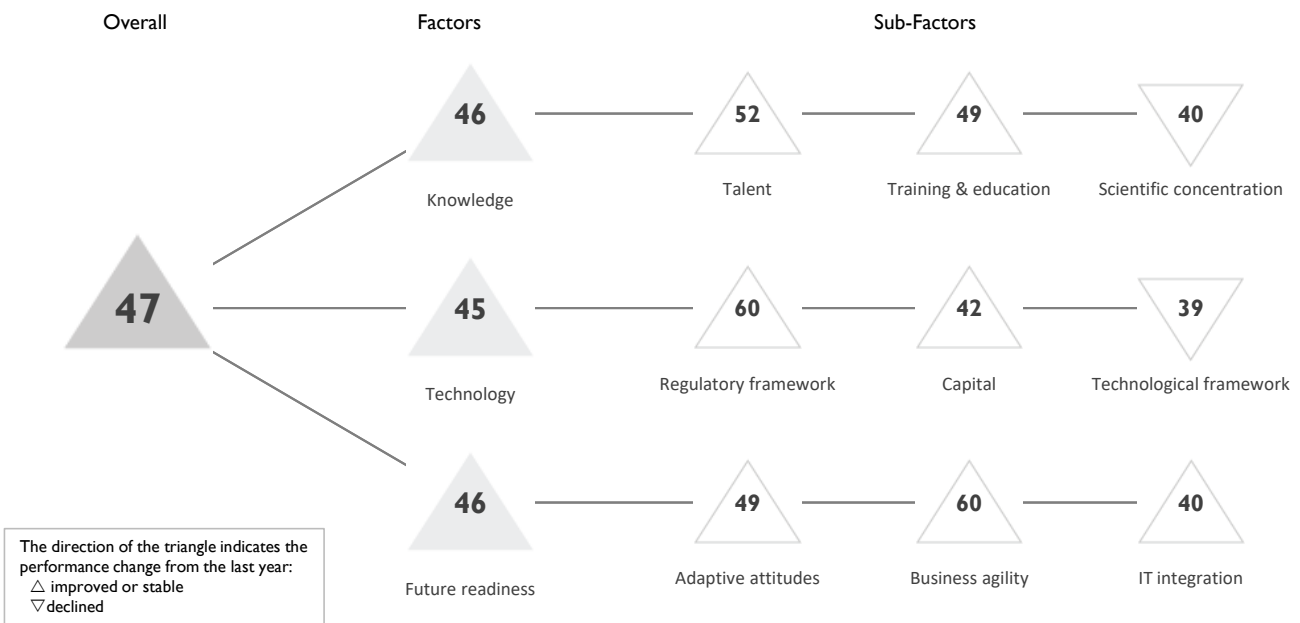 Overall Factors Sub-Factors
46 52 49 40
Knowledge Talent Training & education Scientific concentration
47 45 60 42 39
Technology Regulatory framework Capital Technological framework
46 49 60 40
Future readiness Adaptive attitudes Business agility IT integration
The direction of the triangle indicates the
performance change from the last year:
△ improved or stable
▽ declined